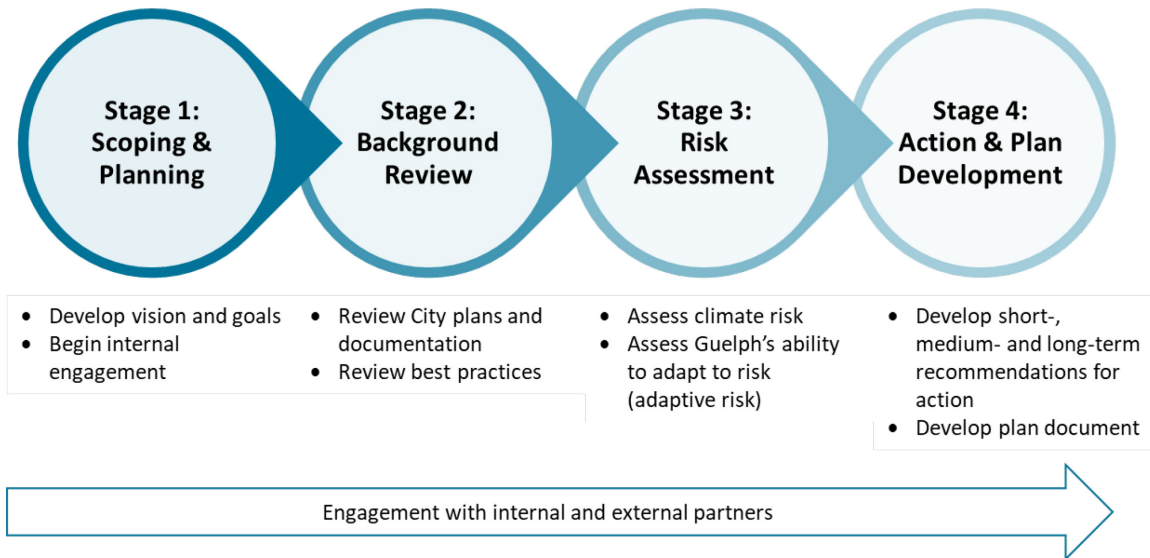 Stage 1:
Scoping &
Planning
Stage 2:
Background
Review
Stage 3:
Risk
Assessment
Stage 4:
Action & Plan
Development
• Develop vision and goals
• Begin internal
engagement
• Review City plans and
documentation
• Review best practices
• Assess climate risk
• Assess Guelph’s ability
to adapt to risk
(adaptive risk)
• Develop short-,
medium- and long-term
recommendations for
action
• Develop plan document
Engagement with internal and external partners